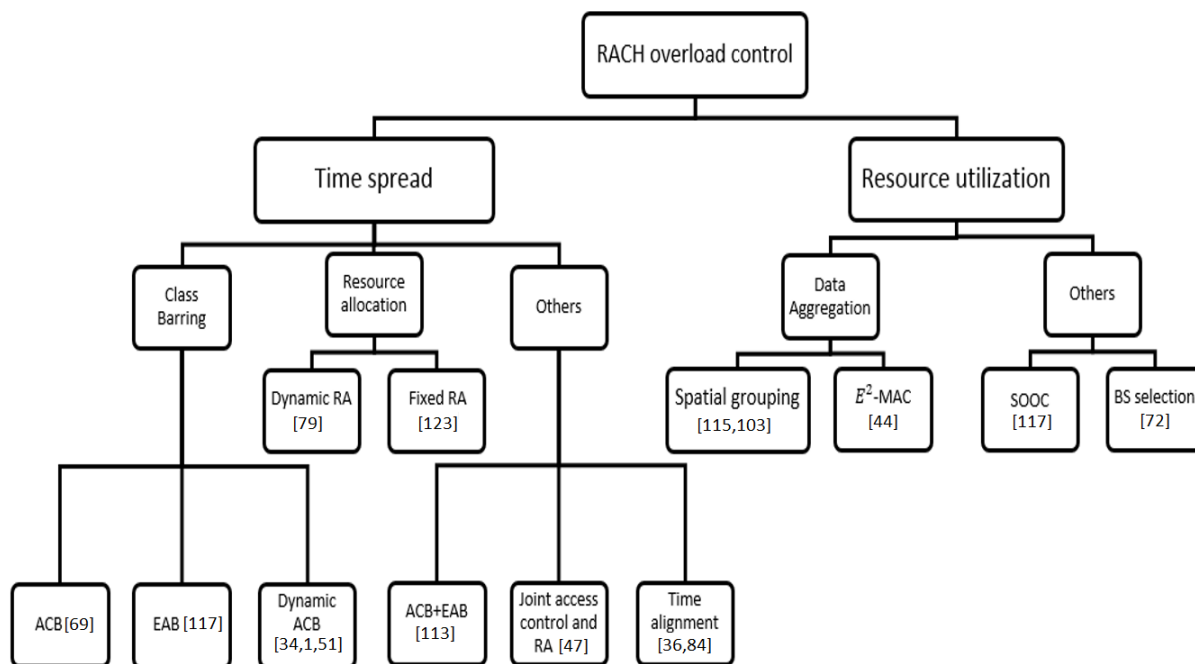 RACH overload control
Time spread
Resource utilization
Class
Barring
Resource
allocation
Others
Data
Aggregation
Others
Dynamic RA
[79]
Fixed RA
[123]
Spatial grouping
[115,103]
E²-MAC
[44]
SOOC
[117]
BS selection
[72]
ACB[69]
EAB [117]
Dynamic
ACB
[34,1,51]
ACB+EAB
[113]
Joint access
control and
RA [47]
Time
alignment
[36,84]